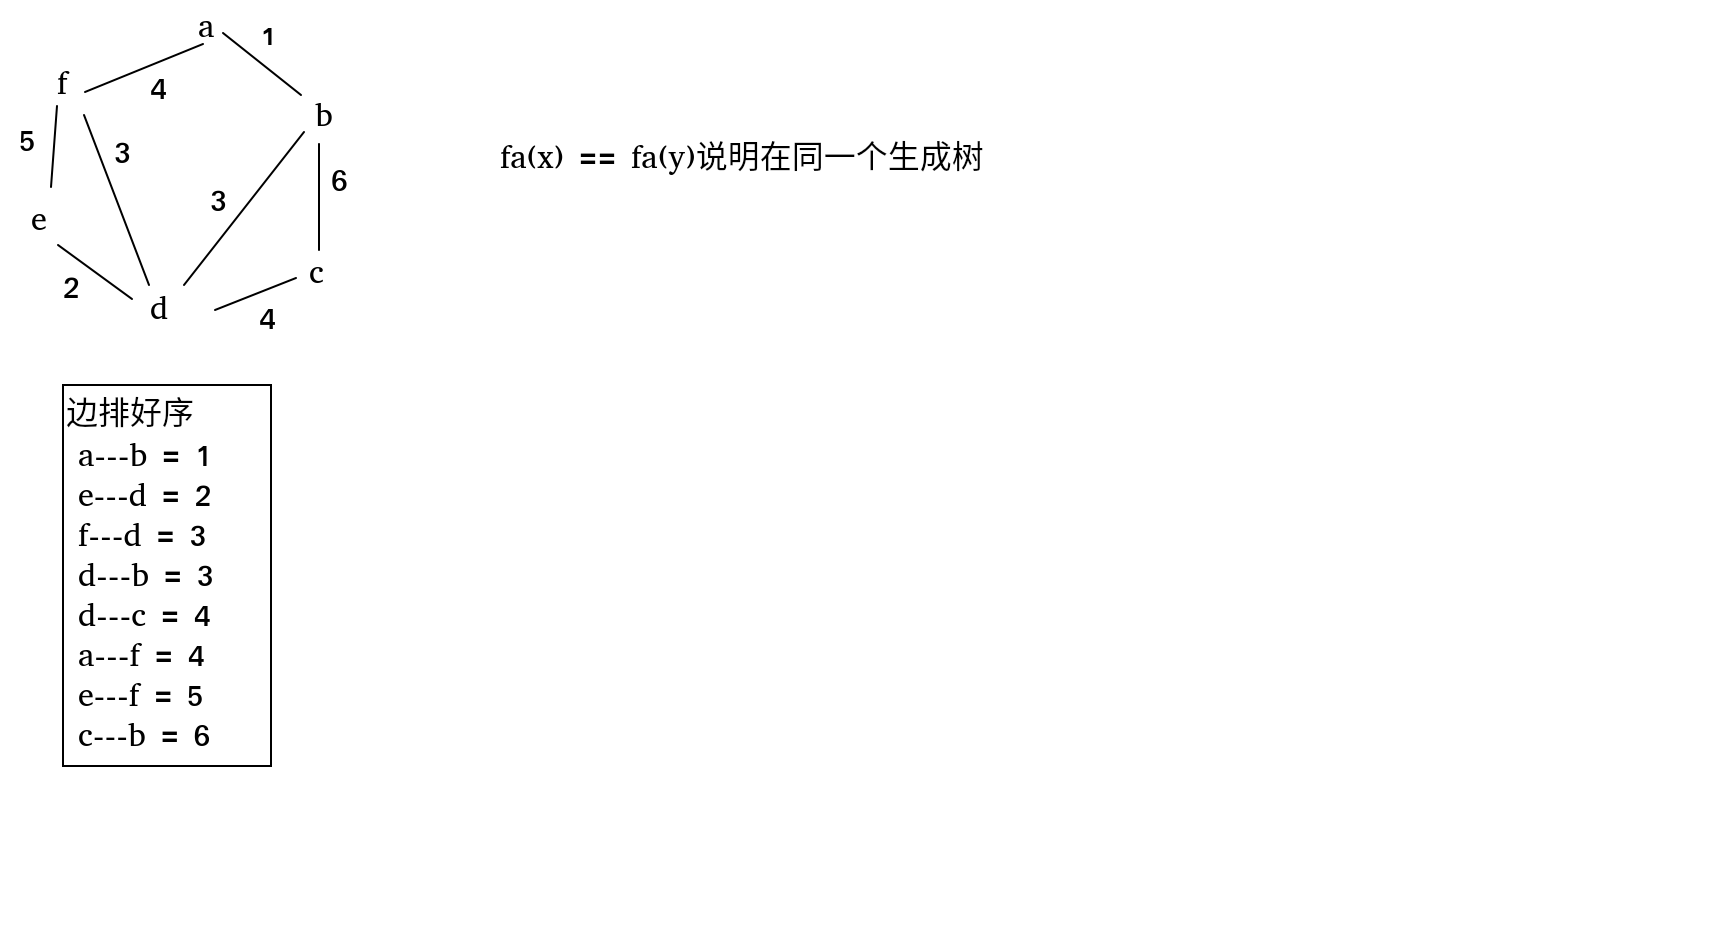 a
1
f
4
b
5
3
fa(x) == fa(y)说明在同一个生成树
6
3
e
c
2
d
4
边排好序
a---b = 1
e---d = 2
f---d = 3
d---b = 3
d---c = 4
a---f = 4
e---f = 5
c---b = 6